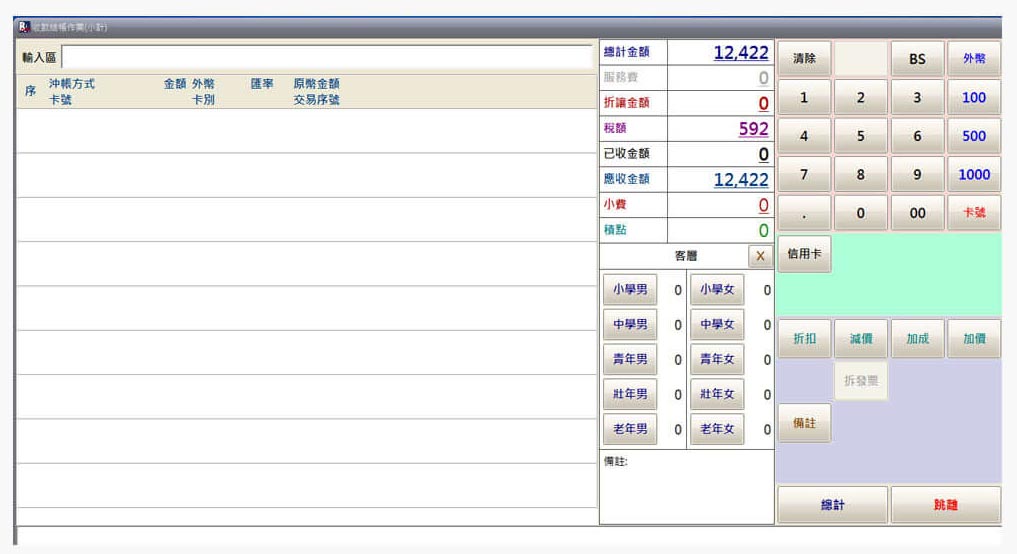 收款結帳作業(小計)
輸入區
序 沖帳方式 金額 外幣 匯率 原幣金額
卡號 卡別 交易序號
總計金額 12,422
服務費 0
折讓金額 0
稅額 592
已收金額 0
應收金額 12,422
小費 0
積點 0
客層 X
小學男 0 小學女 0
中學男 0 中學女 0
青年男 0 青年女 0
壯年男 0 壯年女 0
老年男 0 老年女 0
備註:
清除 BS 外幣
1 2 3 100
4 5 6 500
7 8 9 1000
. 0 00 卡號
信用卡
折扣 減價 加成 加價
拆發票
備註
總計 跳離